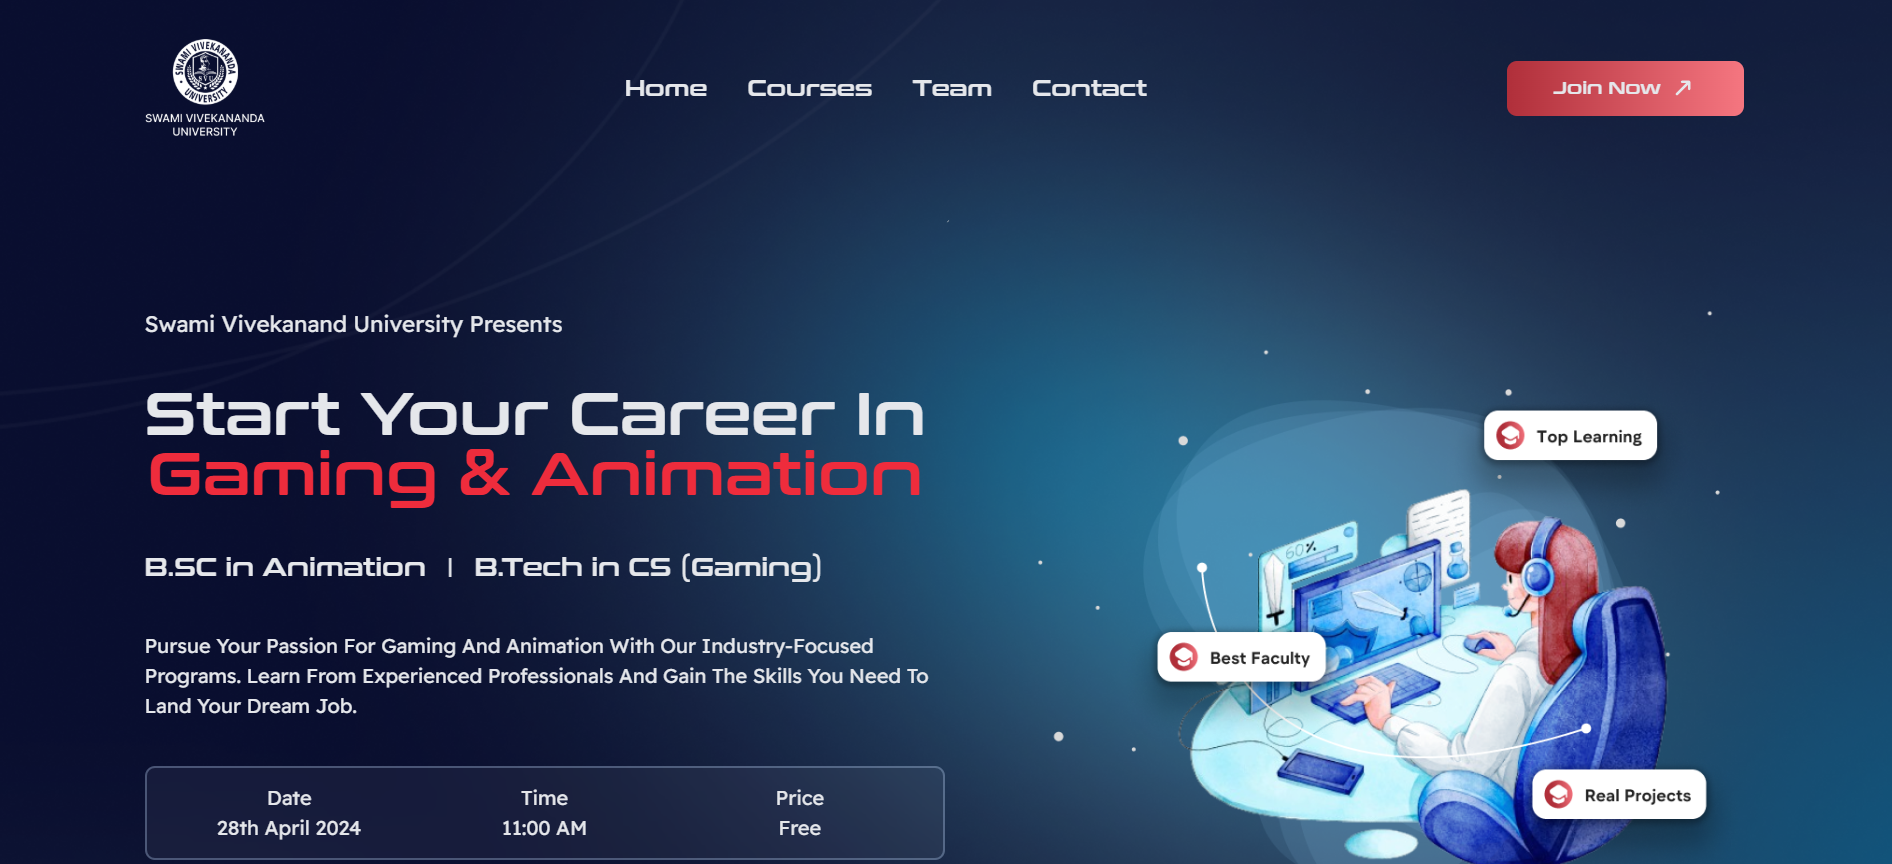 SWAMI VIVEKANANDA
UNIVERSITY
SVU
SWAMI VIVEKANANDA
UNIVERSITY
Home
Courses
Team
Contact
Join Now
Swami Vivekanand University Presents
Start Your Career In
Gaming & Animation
B.SC in Animation | B.Tech in CS (Gaming)
Pursue Your Passion For Gaming And Animation With Our Industry-Focused
Programs. Learn From Experienced Professionals And Gain The Skills You Need To
Land Your Dream Job.
Date
28th April 2024
Time
11:00 AM
Price
Free
Top Learning
60%
Best Faculty
Real Projects